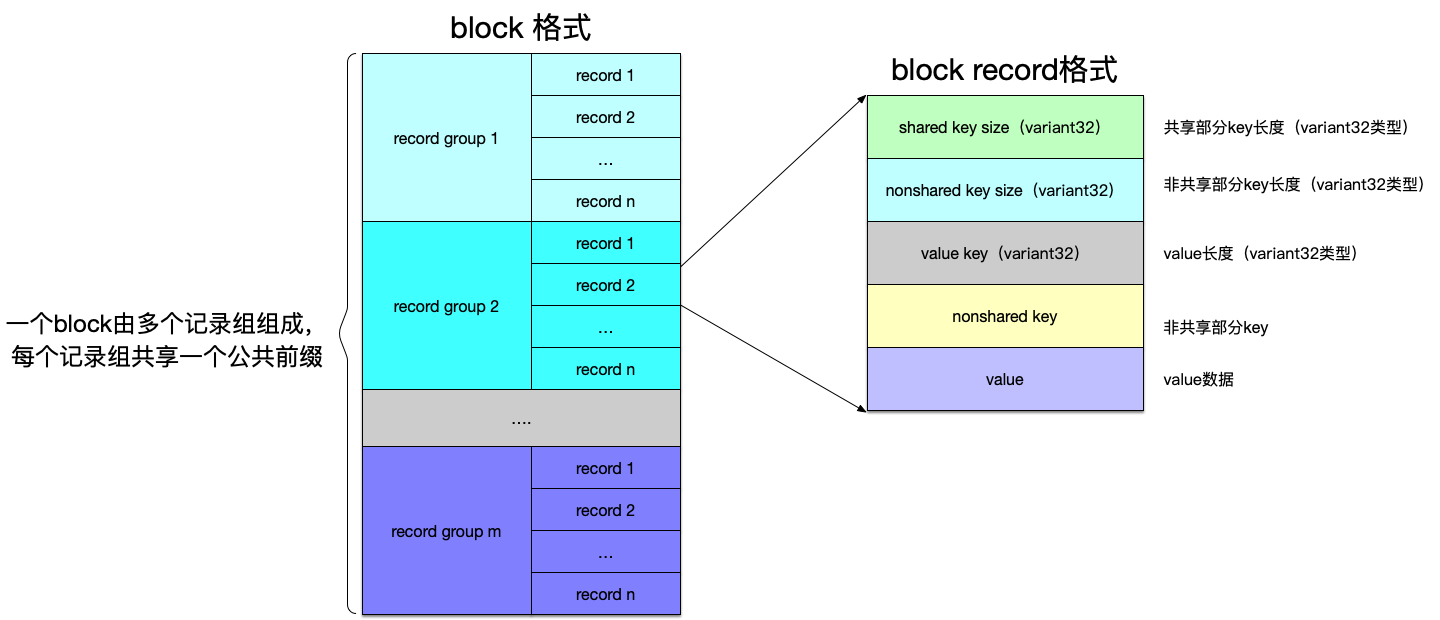 block 格式
一个block由多个记录组组成，
每个记录组共享一个公共前缀
record group 1
record 1
record 2
...
record n
record group 2
record 1
record 2
...
record n
....
record group m
record 1
record 2
...
record n
block record格式
shared key size（variant32）
共享部分key长度（variant32类型）
nonshared key size（variant32）
非共享部分key长度（variant32类型）
value key（variant32）
value长度（variant32类型）
nonshared key
非共享部分key
value
value数据